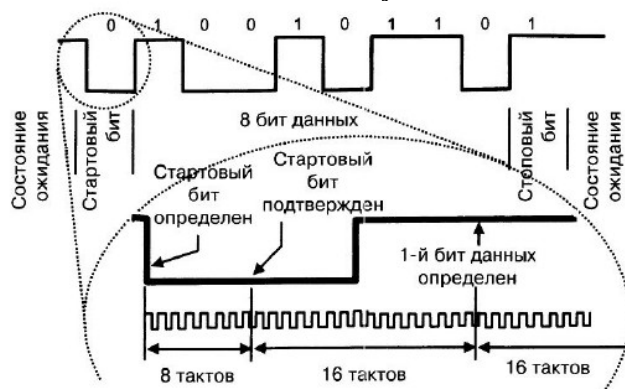 0 1 0 0 1 0 1 1 0 1
Состояние
ожидания
Стартовый
бит
8 бит данных
Стоповый
бит
Состояние
ожидания
Стартовый
бит
определен
Стартовый
бит
подтвержден
1-й бит данных
определен
8 тактов
16 тактов
16 тактов